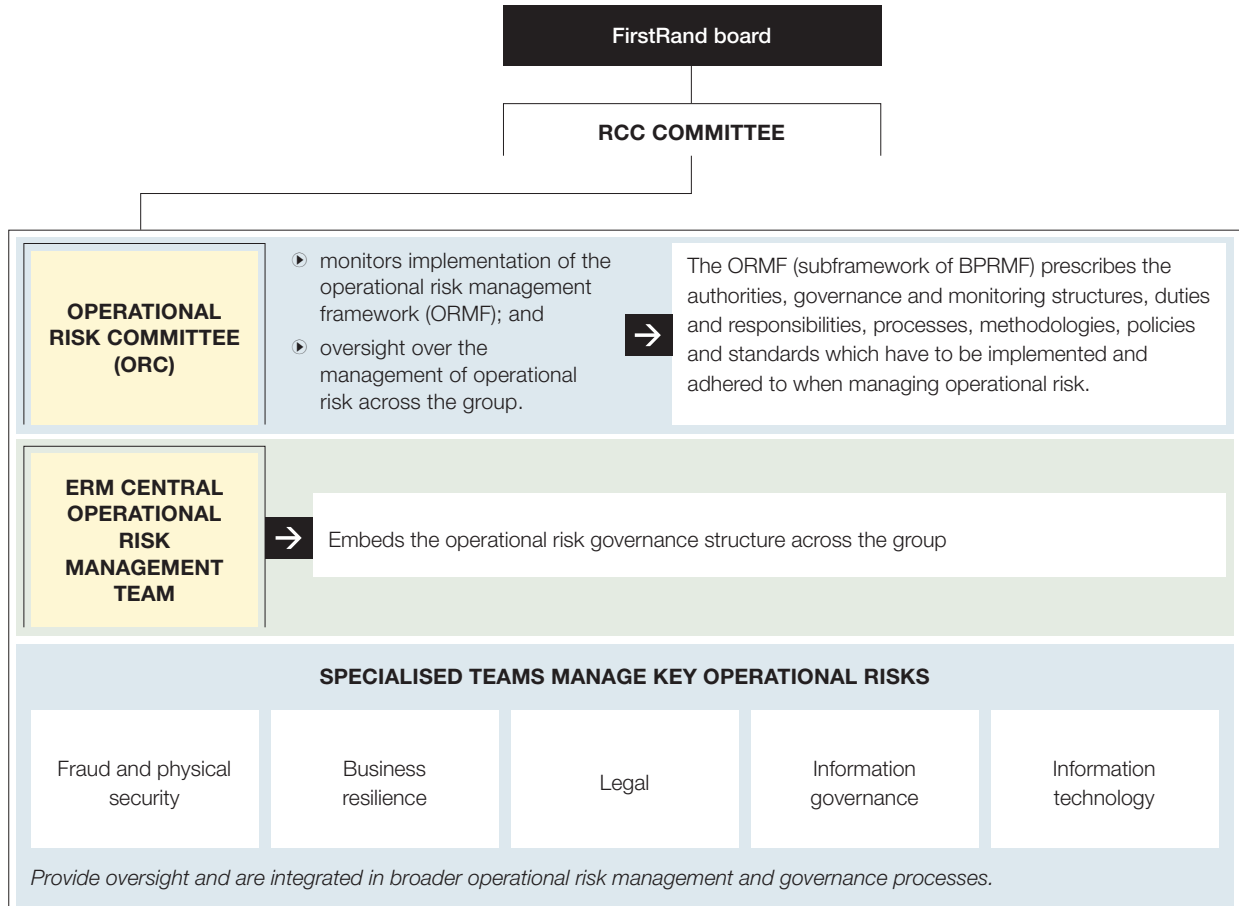 FirstRand board
RCC COMMITTEE
OPERATIONAL
RISK COMMITTEE
(ORC)
monitors implementation of the
operational risk management
framework (ORMF); and
oversight over the
management of operational
risk across the group.
The ORMF (subframework of BPRMF) prescribes the
authorities, governance and monitoring structures, duties
and responsibilities, processes, methodologies, policies
and standards which have to be implemented and
adhered to when managing operational risk.
ERM CENTRAL
OPERATIONAL
RISK
MANAGEMENT
TEAM
Embeds the operational risk governance structure across the group
SPECIALISED TEAMS MANAGE KEY OPERATIONAL RISKS
Fraud and physical
security
Business
resilience
Legal
Information
governance
Information
technology
Provide oversight and are integrated in broader operational risk management and governance processes.